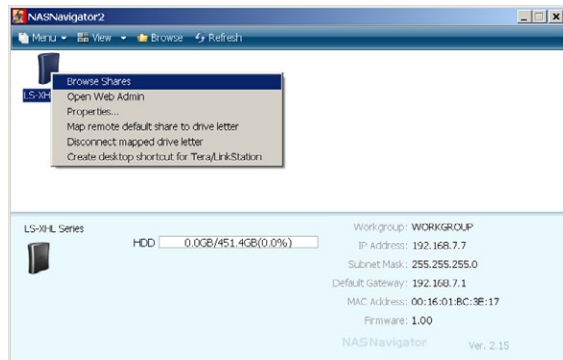 NASNavigator2
Menu View Browse Refresh
LS-XH
Browse Shares
Open Web Admin
Properties...
Map remote default share to drive letter
Disconnect mapped drive letter
Create desktop shortcut for Tera/LinkStation
LS-XHL Series
HDD 0.0GB/451.4GB(0.0%)
Workgroup: WORKGROUP
IP Address: 192.168.7.7
Subnet Mask: 255.255.255.0
Default Gateway: 192.168.7.1
MAC Address: 00:16:01:BC:3E:17
Firmware: 1.00
NAS Navigator Ver. 2.15